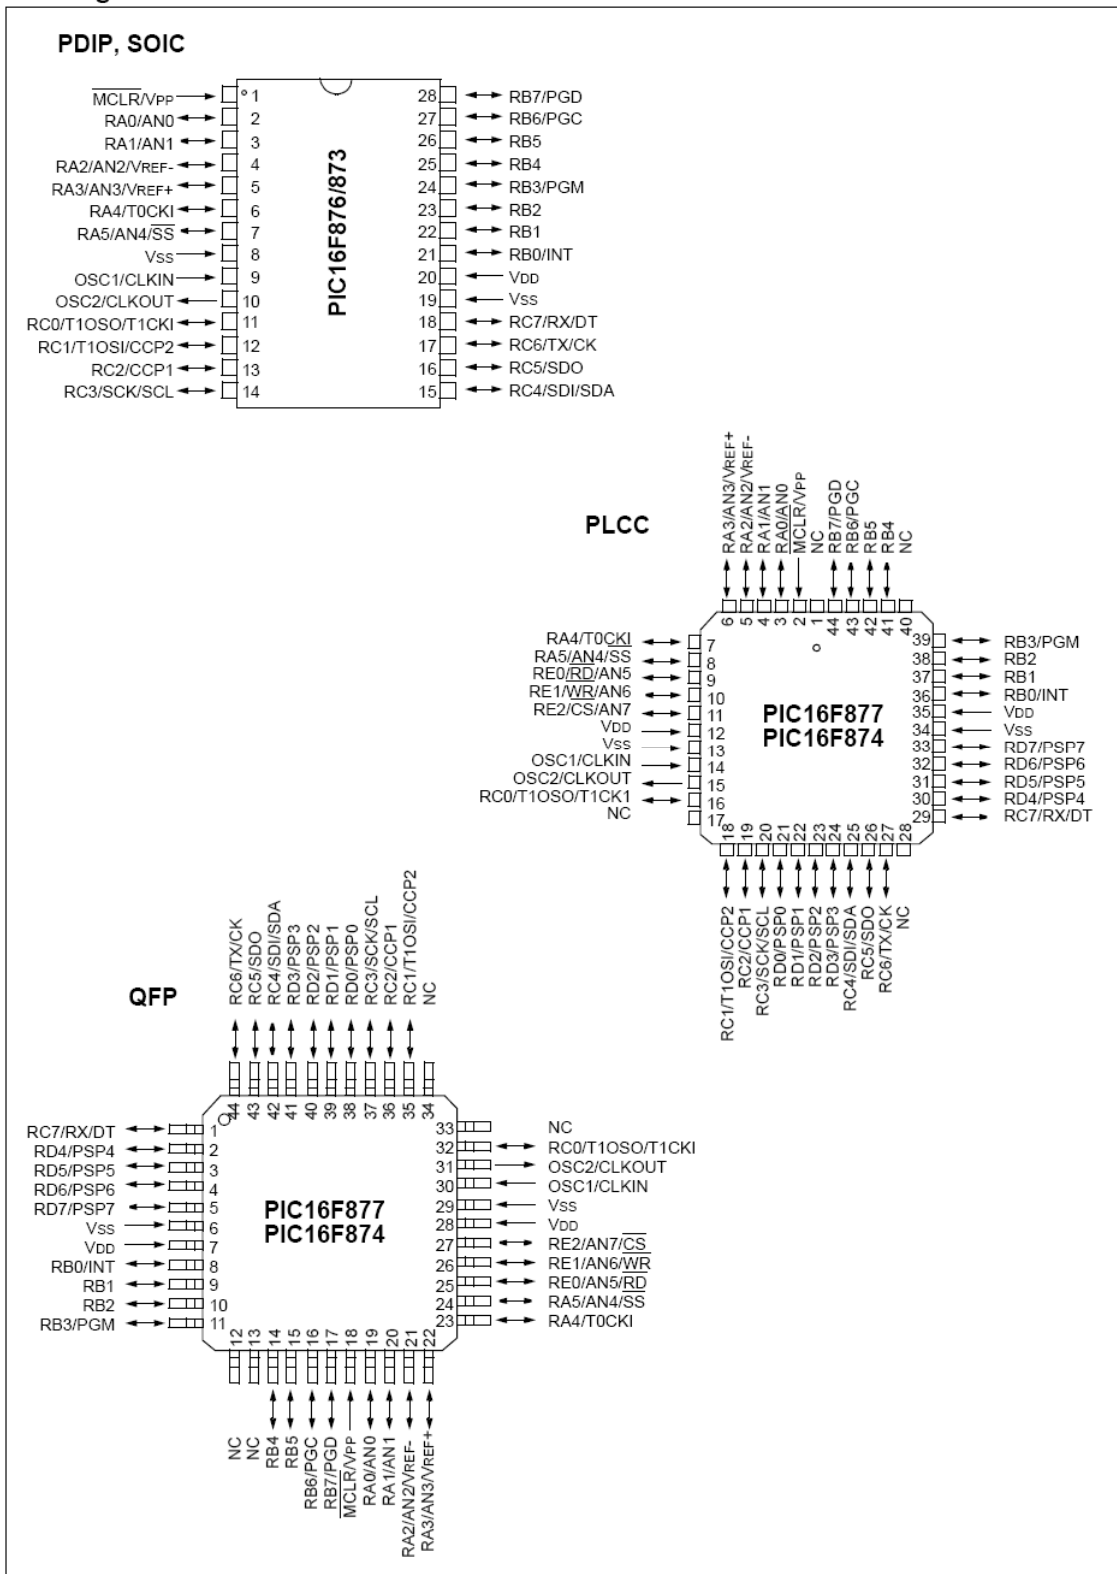 PDIP, SOIC
MCLR/VPP 1
RA0/AN0 2
RA1/AN1 3
RA2/AN2/VREF- 4
RA3/AN3/VREF+ 5
RA4/T0CKI 6
RA5/AN4/SS 7
VSS 8
OSC1/CLKIN 9
OSC2/CLKOUT 10
RC0/T1OSO/T1CKI 11
RC1/T1OSI/CCP2 12
RC2/CCP1 13
RC3/SCK/SCL 14
PIC16F876/873
28 RB7/PGD
27 RB6/PGC
26 RB5
25 RB4
24 RB3/PGM
23 RB2
22 RB1
21 RB0/INT
20 VDD
19 VSS
18 RC7/RX/DT
17 RC6/TX/CK
16 RC5/SDO
15 RC4/SDI/SDA
PLCC
RA3/AN3/VREF+ 6
RA2/AN2/VREF- 5
RA1/AN1 4
RA0/AN0 3
MCLR/VPP 2
NC 1
RB7/PGD 44
RB6/PGC 43
RB5 42
RB4 41
NC 40
RA4/T0CKI 7
RA5/AN4/SS 8
RE0/RD/AN5 9
RE1/WR/AN6 10
RE2/CS/AN7 11
VDD 12
VSS 13
OSC1/CLKIN 14
OSC2/CLKOUT 15
RC0/T1OSO/T1CK1 16
NC 17
PIC16F877
PIC16F874
39 RB3/PGM
38 RB2
37 RB1
36 RB0/INT
35 VDD
34 VSS
33 RD7/PSP7
32 RD6/PSP6
31 RD5/PSP5
30 RD4/PSP4
29 RC7/RX/DT
18 RC1/T1OSI/CCP2
19 RC2/CCP1
20 RC3/SCK/SCL
21 RD0/PSP0
22 RD1/PSP1
23 RD2/PSP2
24 RD3/PSP3
25 RC4/SDI/SDA
26 RC5/SDO
27 RC6/TX/CK
28 NC
QFP
RC6/TX/CK 44
RC5/SDO 43
RC4/SDI/SDA 42
RD3/PSP3 41
RD2/PSP2 40
RD1/PSP1 39
RD0/PSP0 38
RC3/SCK/SCL 37
RC2/CCP1 36
RC1/T1OSI/CCP2 35
NC 34
RC7/RX/DT 1
RD4/PSP4 2
RD5/PSP5 3
RD6/PSP6 4
RD7/PSP7 5
VSS 6
VDD 7
RB0/INT 8
RB1 9
RB2 10
RB3/PGM 11
PIC16F877
PIC16F874
33 NC
32 RC0/T1OSO/T1CKI
31 OSC2/CLKOUT
30 OSC1/CLKIN
29 VSS
28 VDD
27 RE2/AN7/CS
26 RE1/AN6/WR
25 RE0/AN5/RD
24 RA5/AN4/SS
23 RA4/T0CKI
12 NC
13 NC
14 RB4
15 RB5
16 RB6/PGC
17 RB7/PGD
18 MCLR/VPP
19 RA0/AN0
20 RA1/AN1
21 RA2/AN2/VREF-
22 RA3/AN3/VREF+